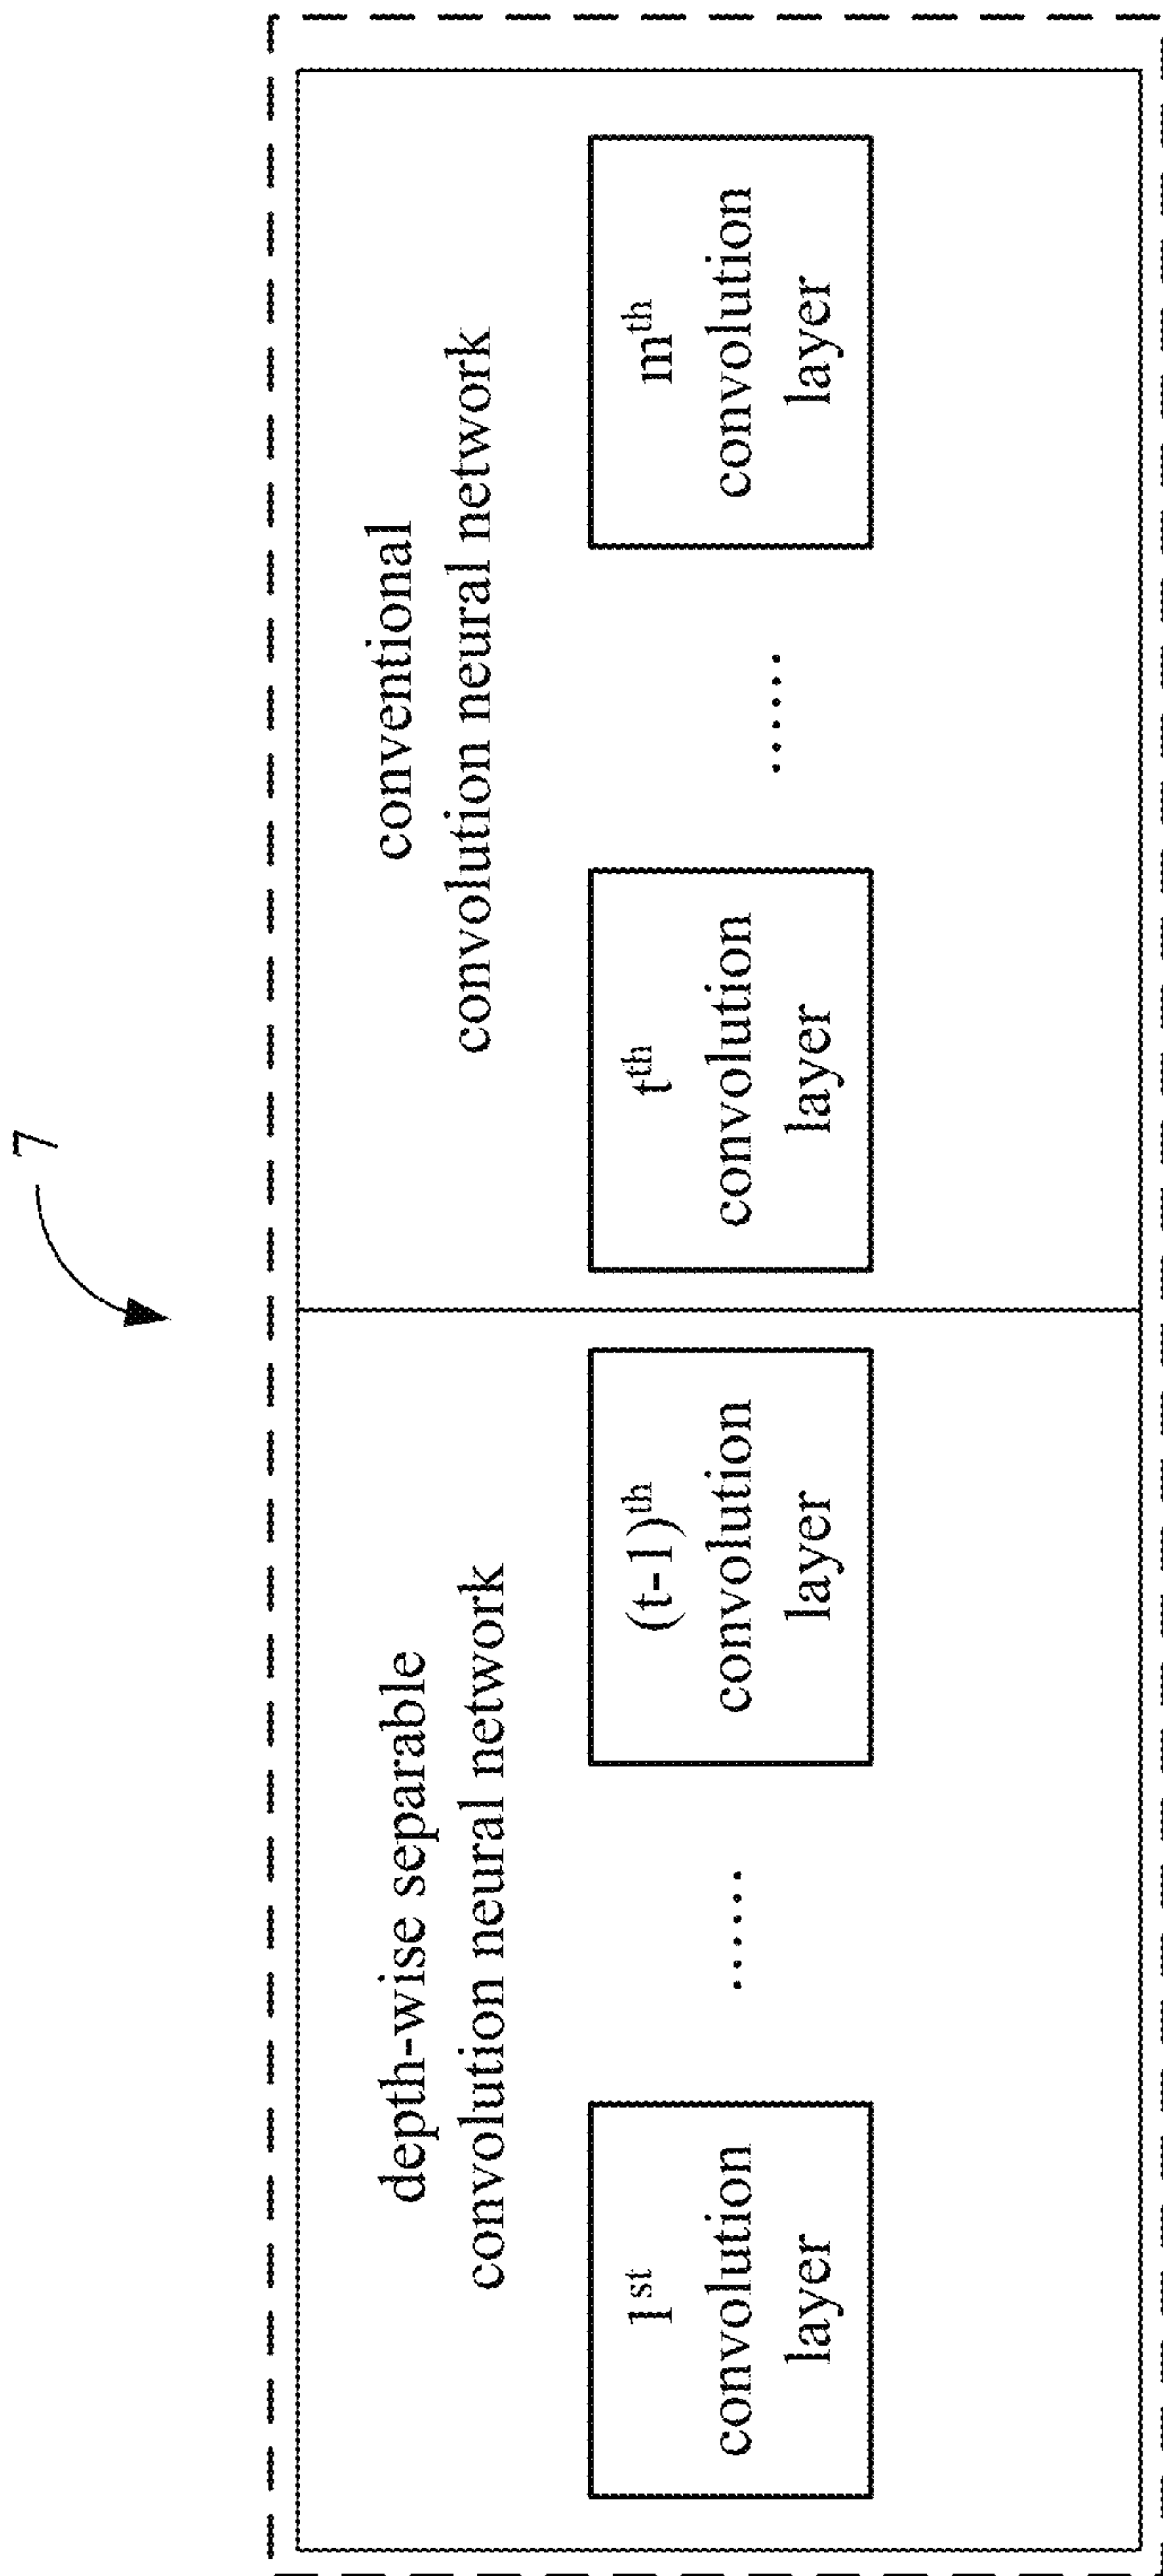 7
depth-wise separable
convolution neural network
1st
convolution
layer
......
(t-1)th
convolution
layer
conventional
convolution neural network
tth
convolution
layer
......
mth
convolution
layer